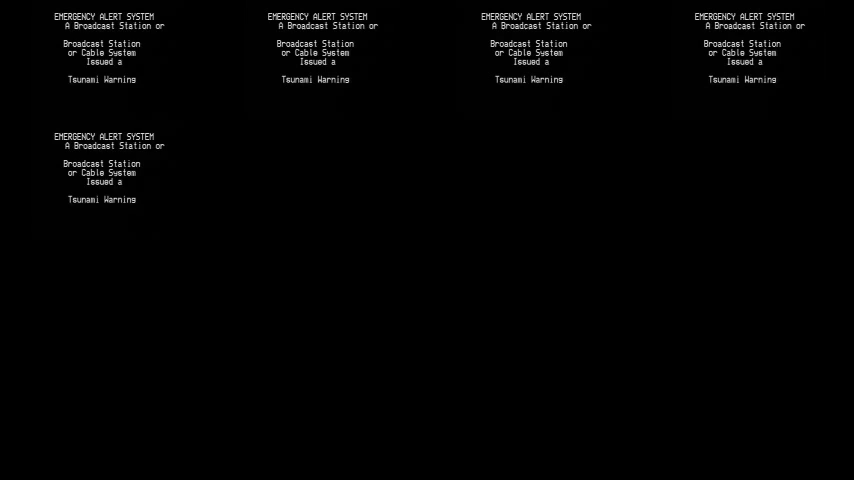 EMERGENCY ALERT SYSTEM
A Broadcast Station or
Broadcast Station
or Cable System
Issued a
Tsunami Warning
EMERGENCY ALERT SYSTEM
A Broadcast Station or
Broadcast Station
or Cable System
Issued a
Tsunami Warning
EMERGENCY ALERT SYSTEM
A Broadcast Station or
Broadcast Station
or Cable System
Issued a
Tsunami Warning
EMERGENCY ALERT SYSTEM
A Broadcast Station or
Broadcast Station
or Cable System
Issued a
Tsunami Warning
EMERGENCY ALERT SYSTEM
A Broadcast Station or
Broadcast Station
or Cable System
Issued a
Tsunami Warning